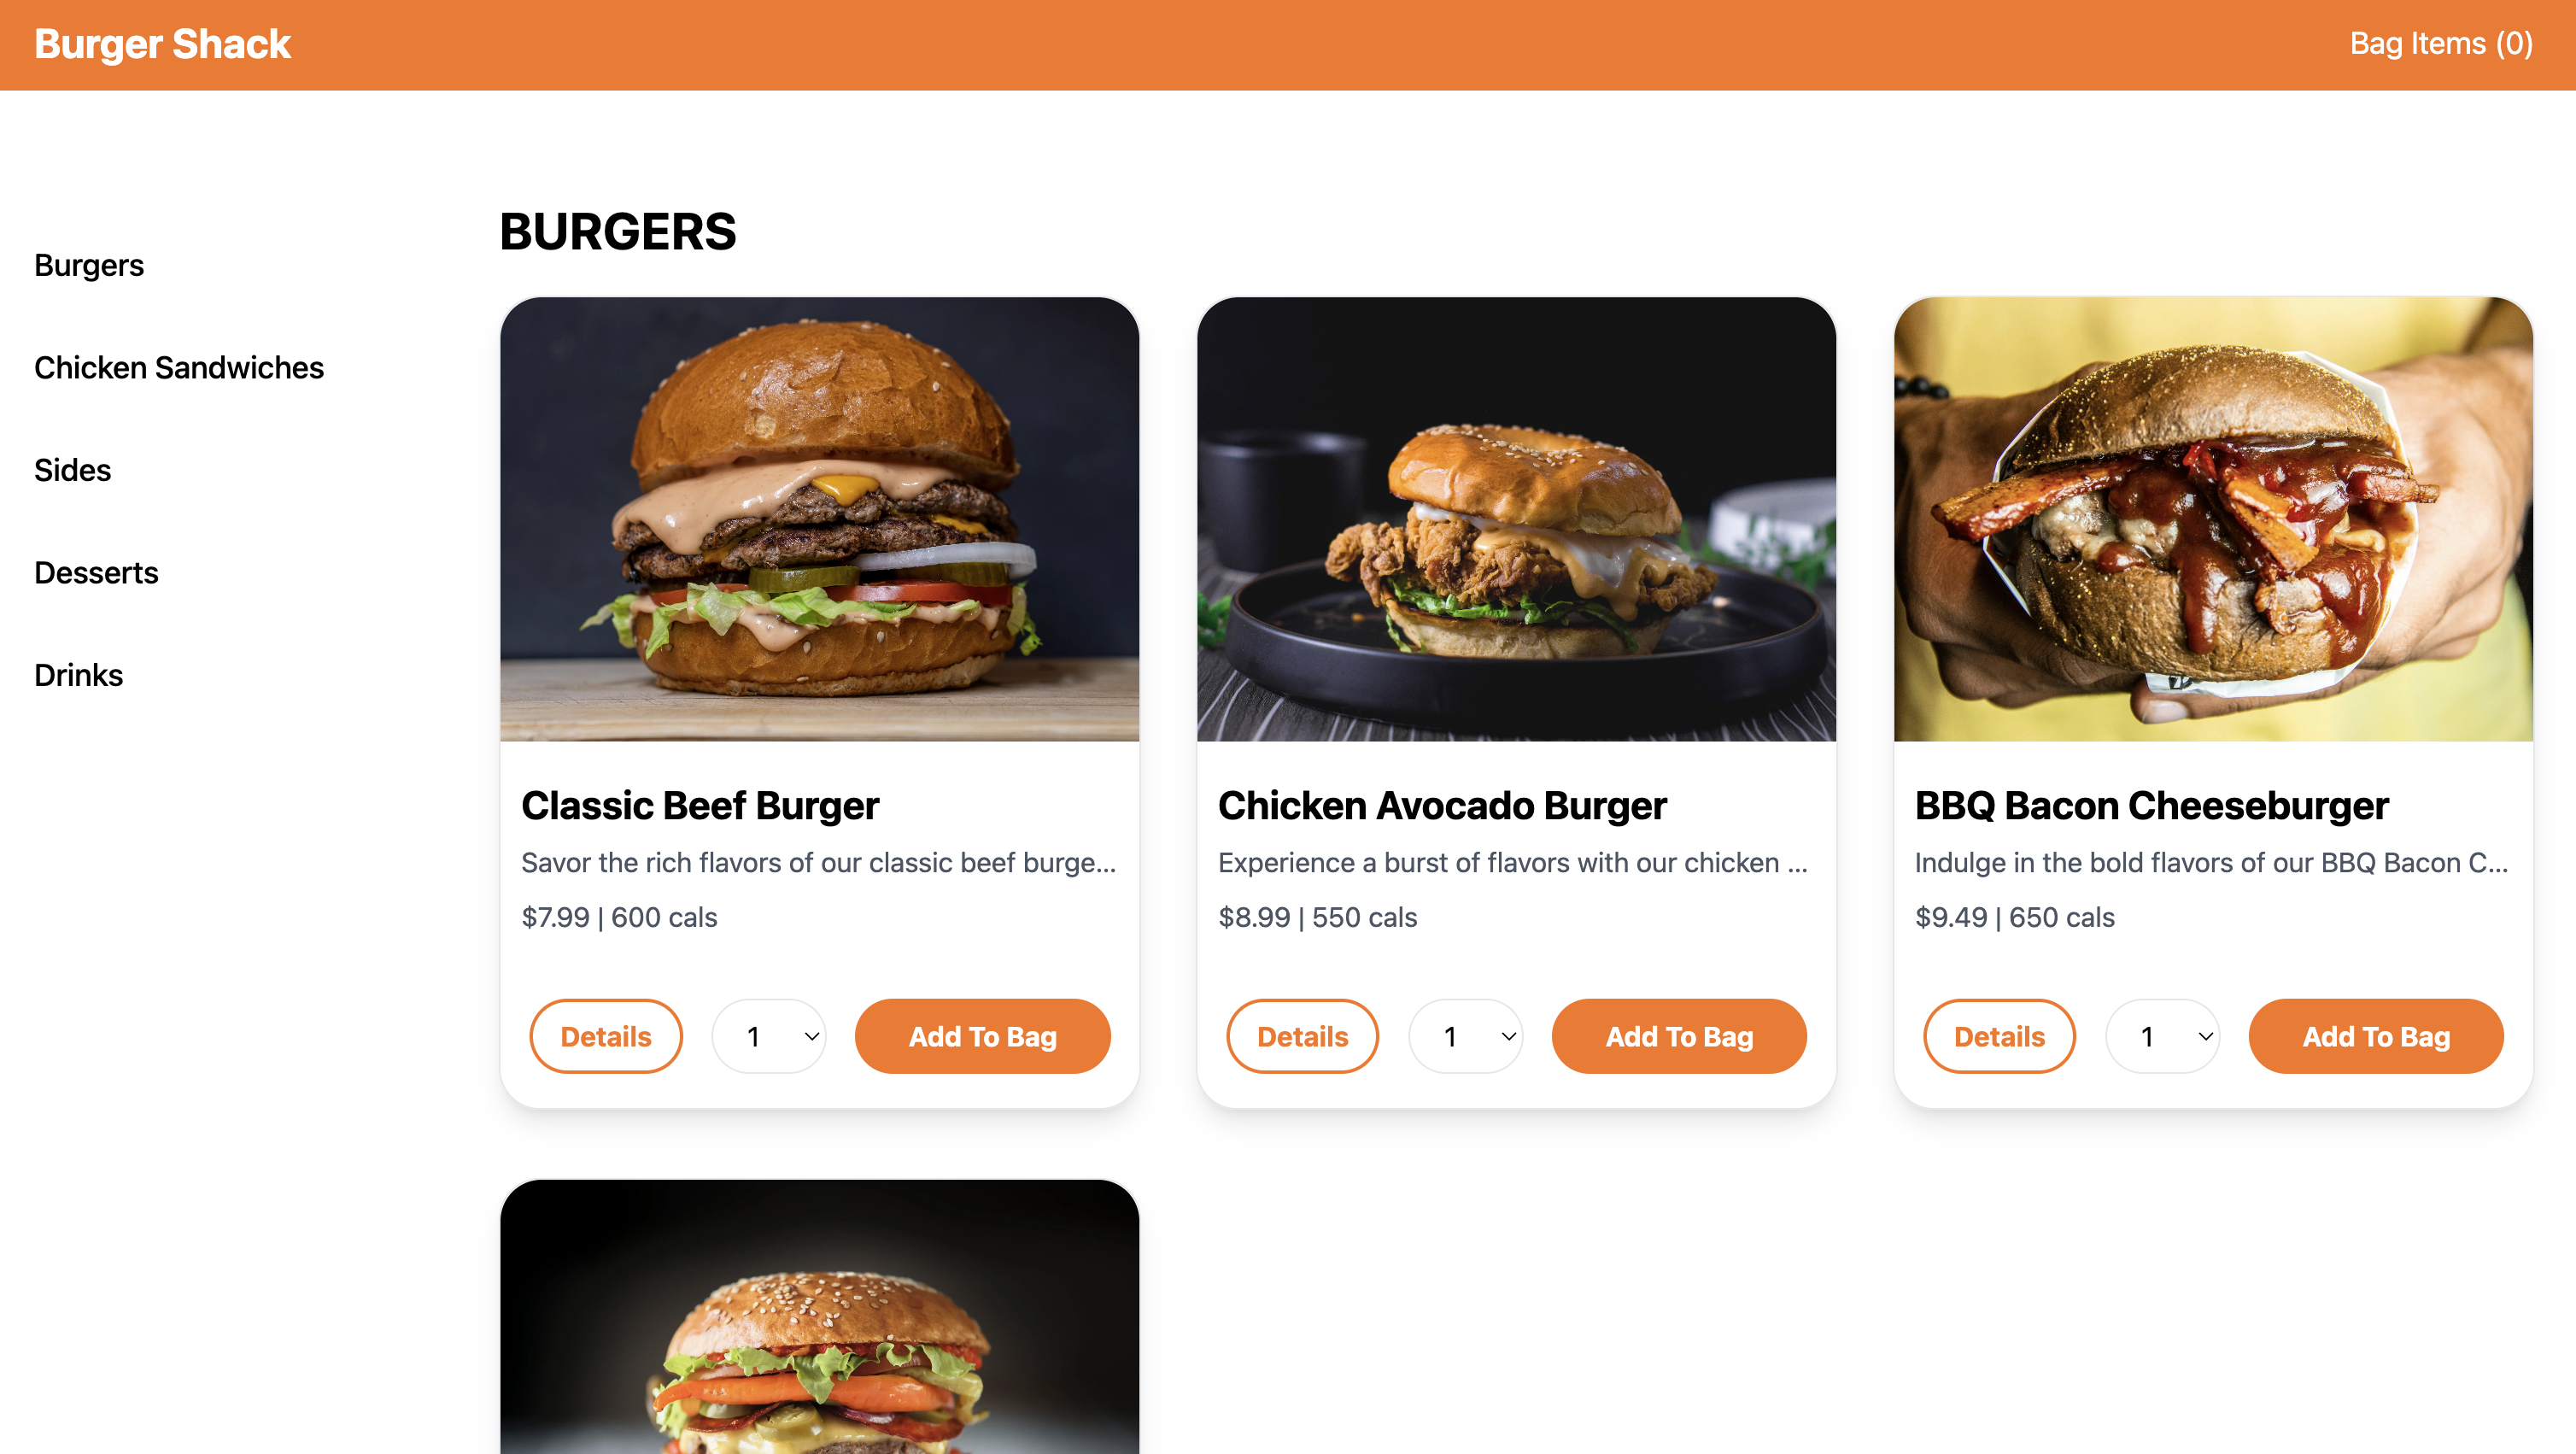 Burger Shack
Bag Items (0)
Burgers
Chicken Sandwiches
Sides
Desserts
Drinks
BURGERS
Classic Beef Burger
Savor the rich flavors of our classic beef burge...
$7.99 | 600 cals
Details
1
Add To Bag
Chicken Avocado Burger
Experience a burst of flavors with our chicken ...
$8.99 | 550 cals
Details
1
Add To Bag
BBQ Bacon Cheeseburger
Indulge in the bold flavors of our BBQ Bacon C...
$9.49 | 650 cals
Details
1
Add To Bag